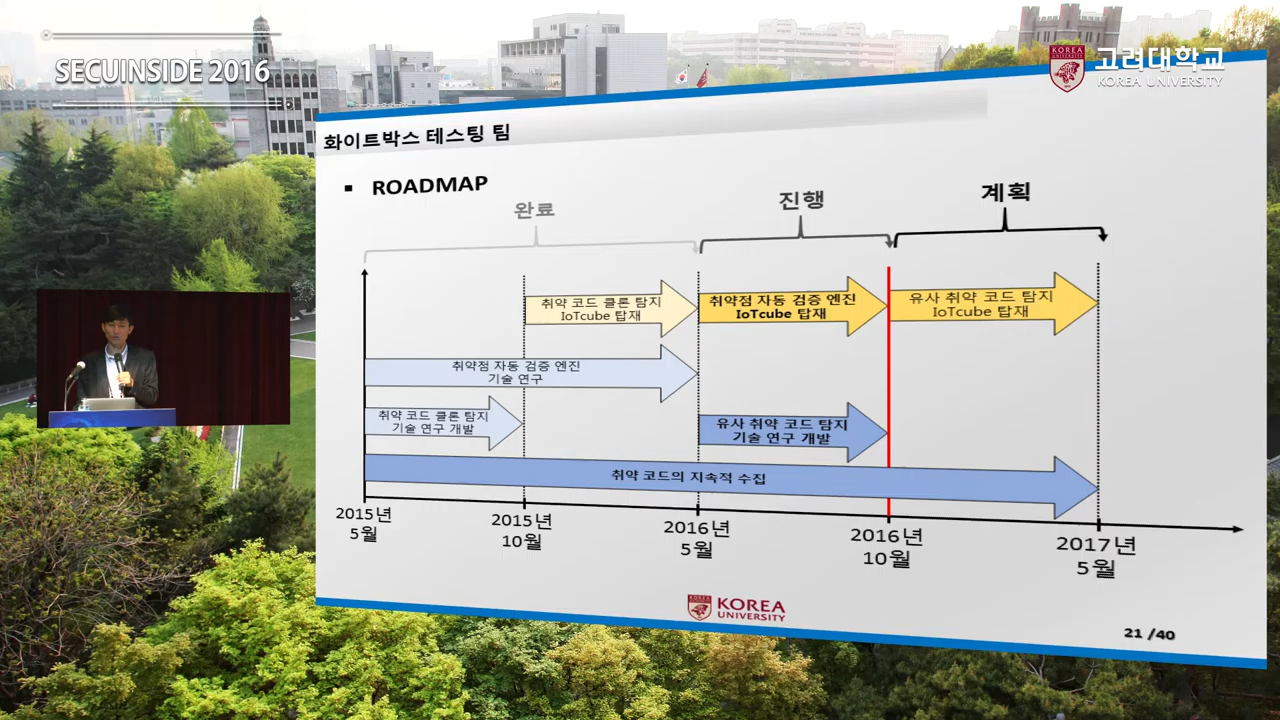 SECUINSIDE 2016
KOREA
고려대학교
KOREA UNIVERSITY
화이트박스 테스팅 팀
▪ ROADMAP
완료
진행
계획
취약 코드 클론 탐지
IoTcube 탑재
취약점 자동 검증 엔진
IoTcube 탑재
유사 취약 코드 탐지
IoTcube 탑재
취약점 자동 검증 엔진
기술 연구
취약 코드 클론 탐지
기술 연구 개발
유사 취약 코드 탐지
기술 연구 개발
취약 코드의 지속적 수집
2015년
5월
2015년
10월
2016년
5월
2016년
10월
2017년
5월
KOREA
UNIVERSITY
21 /40